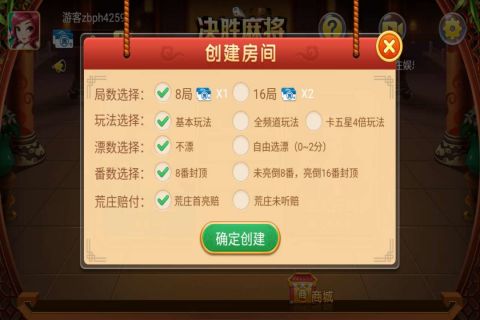 游客zbph4259
决胜麻将
创建房间
局数选择： 8局 X1 16局 X2
玩法选择： 基本玩法 全频道玩法 卡五星4倍玩法
漂数选择： 不漂 自由选漂（0~2分）
番数选择： 8番封顶 未亮倒8番，亮倒16番封顶
荒庄赔付： 荒庄首亮赔 荒庄未听赔
确定创建
商城